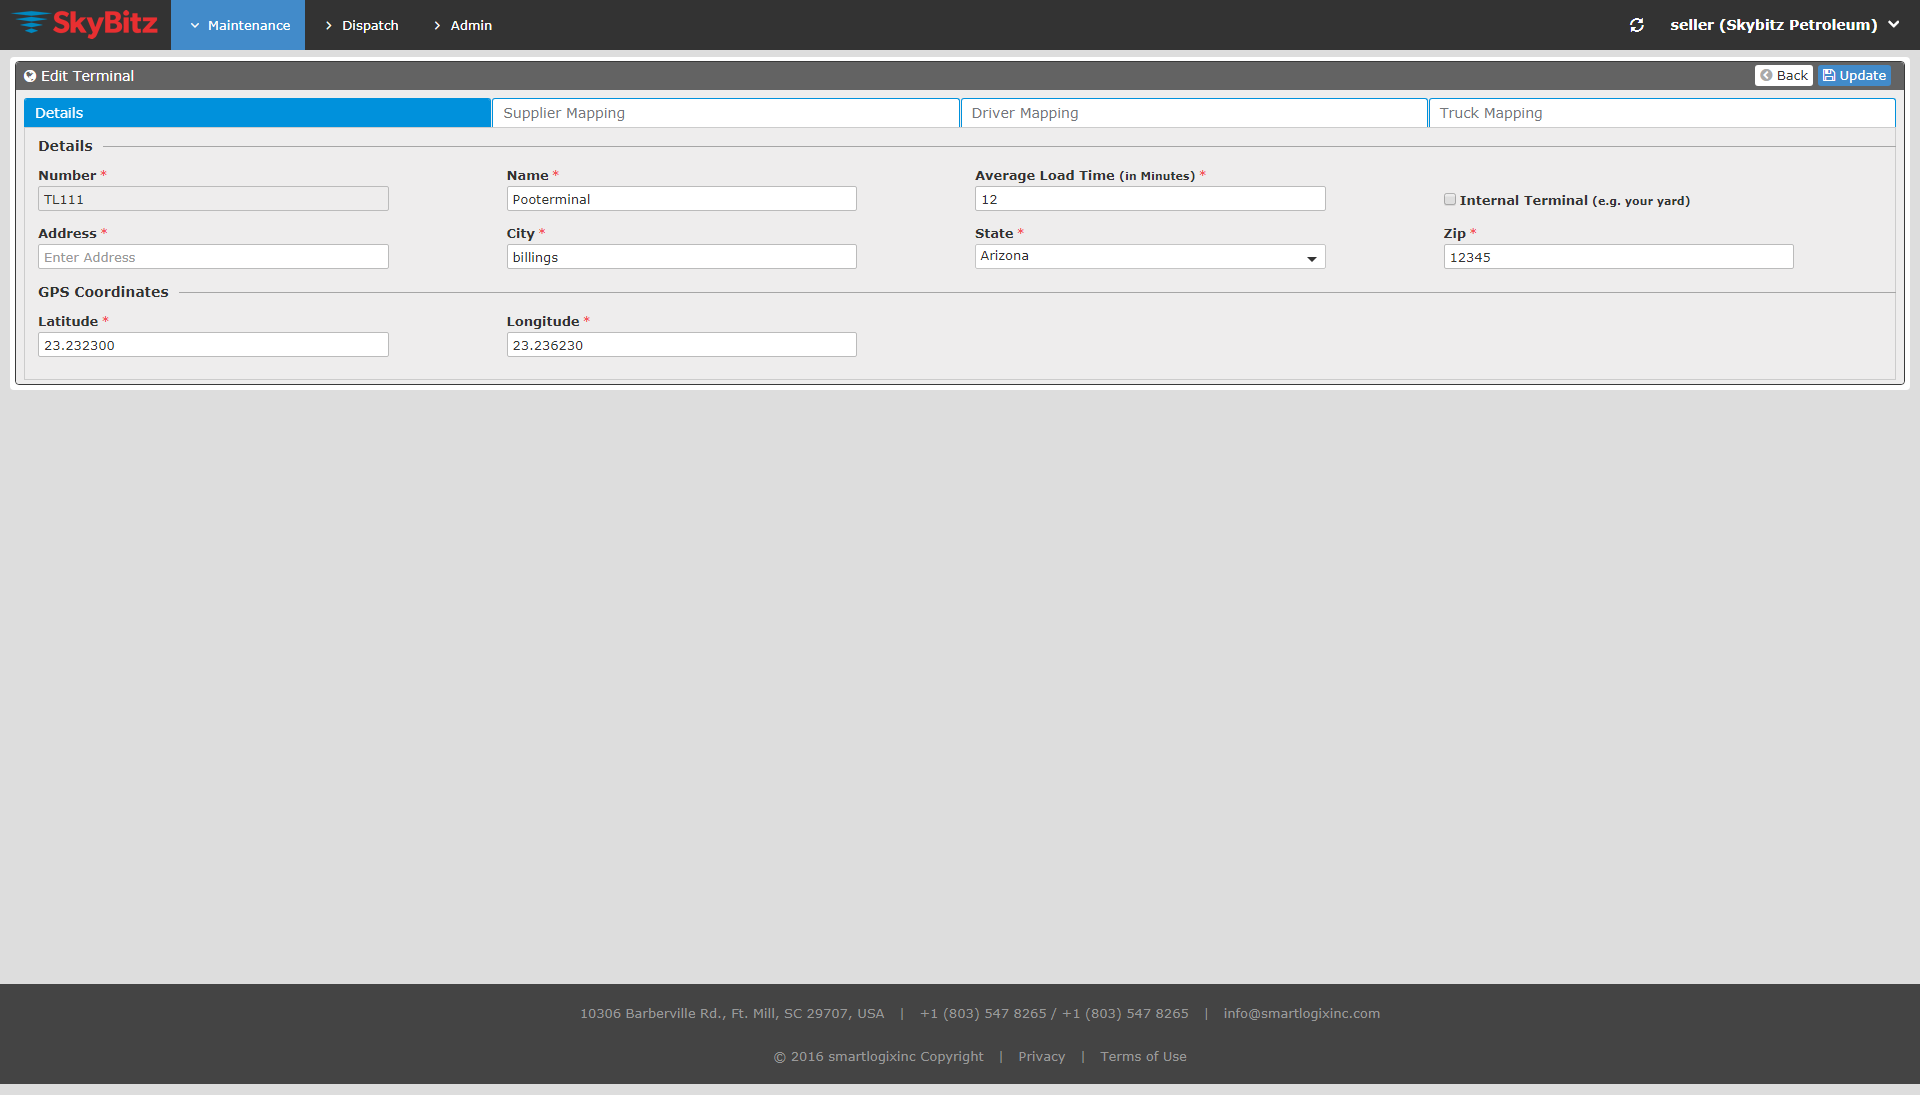 SkyBitz
Maintenance
Dispatch
Admin
seller (Skybitz Petroleum)
Edit Terminal
Back
Update
Details
Supplier Mapping
Driver Mapping
Truck Mapping
Details
Number *
Name *
Average Load Time (in Minutes) *
TL111
Pooterminal
12
Internal Terminal (e.g. your yard)
Address *
City *
State *
Zip *
Enter Address
billings
Arizona
12345
GPS Coordinates
Latitude *
Longitude *
23.232300
23.236230
10306 Barberville Rd., Ft. Mill, SC 29707, USA | +1 (803) 547 8265 / +1 (803) 547 8265 | info@smartlogixinc.com
© 2016 smartlogixinc Copyright | Privacy | Terms of Use